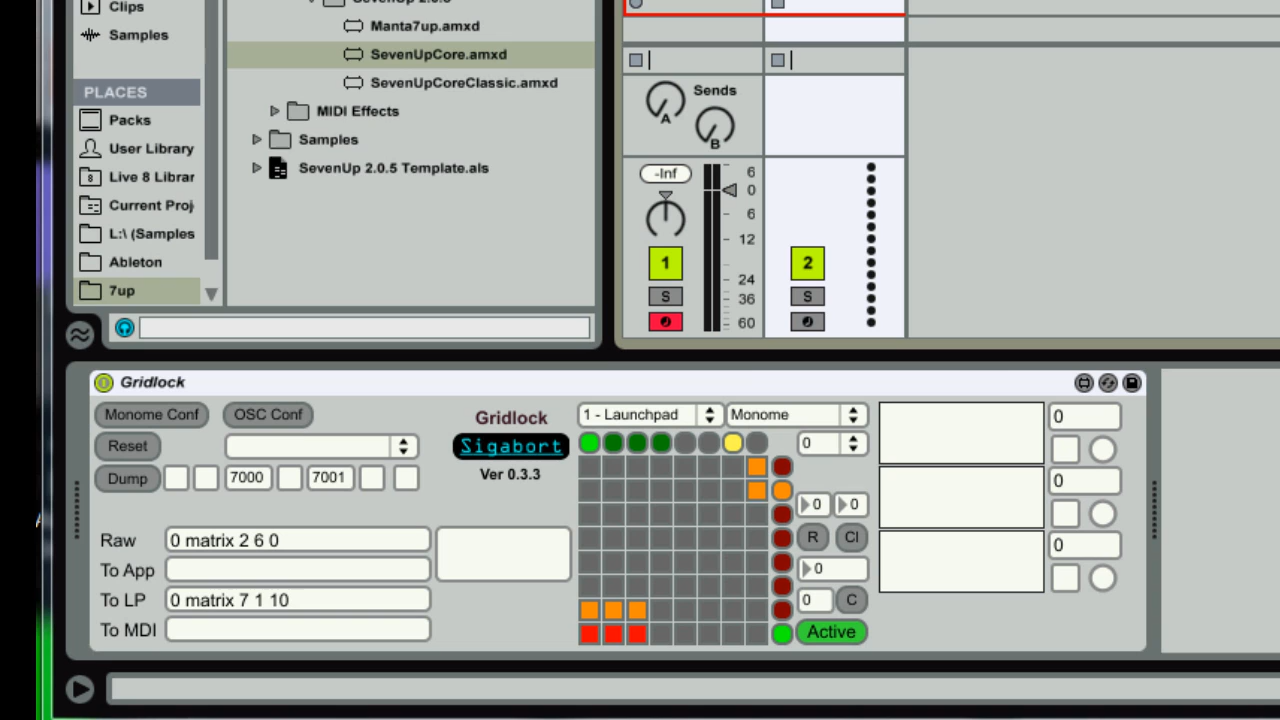 Clips
Samples
PLACES
Packs
User Library
Live 8 Librar
Current Proj
L:\ (Samples
Ableton
7up
SevenUp 2.0.5
Manta7up.amxd
SevenUpCore.amxd
SevenUpCoreClassic.amxd
MIDI Effects
Samples
SevenUp 2.0.5 Template.als
Sends
A
B
-Inf
6
0
6
12
24
36
60
1
S
2
S
Gridlock
Monome Conf
OSC Conf
Reset
Dump
7000
7001
Gridlock
Sigabort
Ver 0.3.3
Raw
0 matrix 2 6 0
To App
To LP
0 matrix 7 1 10
To MDI
1 - Launchpad
Monome
0
0
0
R
Cl
0
0
C
Active
0
0
0